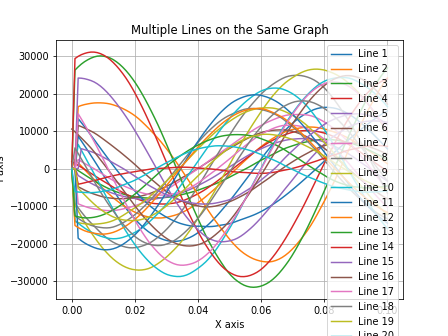 Multiple Lines on the Same Graph
30000
20000
10000
0
−10000
−20000
−30000
0.00
0.02
0.04
0.06
0.08
X axis
axis
Line 1
Line 2
Line 3
Line 4
Line 5
Line 6
Line 7
Line 8
Line 9
Line 10
Line 11
Line 12
Line 13
Line 14
Line 15
Line 16
Line 17
Line 18
Line 19
Line 20